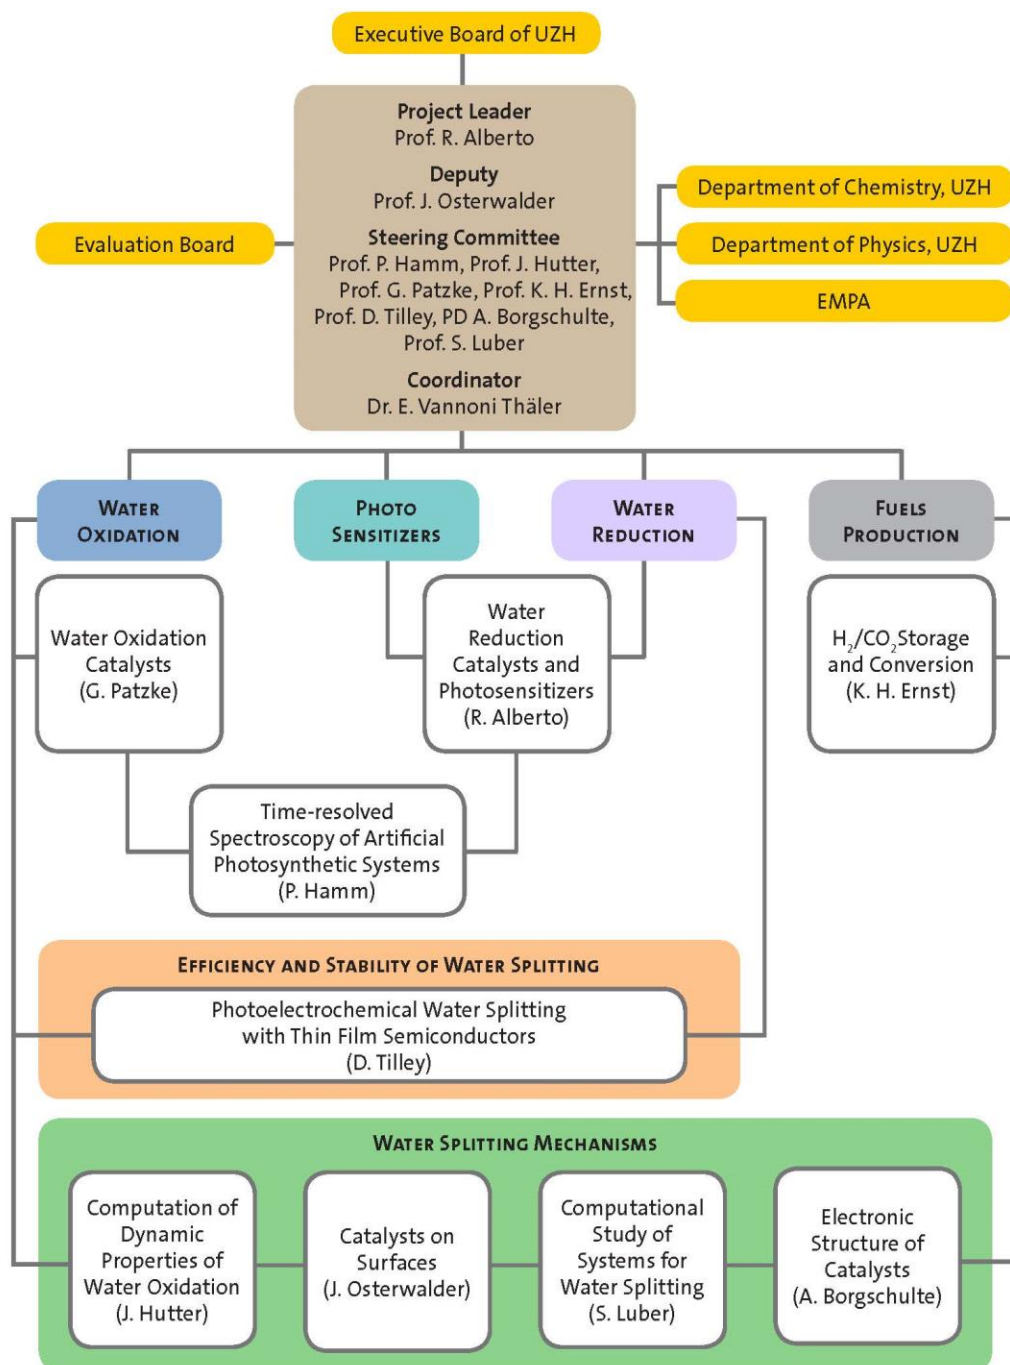 Executive Board of UZH
Project Leader
Prof. R. Alberto
Deputy
Prof. J. Osterwalder
Steering Committee
Prof. P. Hamm, Prof. J. Hutter,
Prof. G. Patzke, Prof. K. H. Ernst,
Prof. D. Tilley, PD A. Borgschulte,
Prof. S. Luber
Coordinator
Dr. E. Vannoni Thäler
Evaluation Board
Department of Chemistry, UZH
Department of Physics, UZH
EMPA
WATER
OXIDATION
PHOTO
SENSITIZERS
WATER
REDUCTION
FUELS
PRODUCTION
Water Oxidation
Catalysts
(G. Patzke)
Water
Reduction
Catalysts and
Photosensitizers
(R. Alberto)
H₂/CO₂Storage
and Conversion
(K. H. Ernst)
Time-resolved
Spectroscopy of Artificial
Photosynthetic Systems
(P. Hamm)
EFFICIENCY AND STABILITY OF WATER SPLITTING
Photoelectrochemical Water Splitting
with Thin Film Semiconductors
(D. Tilley)
WATER SPLITTING MECHANISMS
Computation of
Dynamic
Properties of
Water Oxidation
(J. Hutter)
Catalysts on
Surfaces
(J. Osterwalder)
Computational
Study of
Systems for
Water Splitting
(S. Luber)
Electronic
Structure of
Catalysts
(A. Borgschulte)